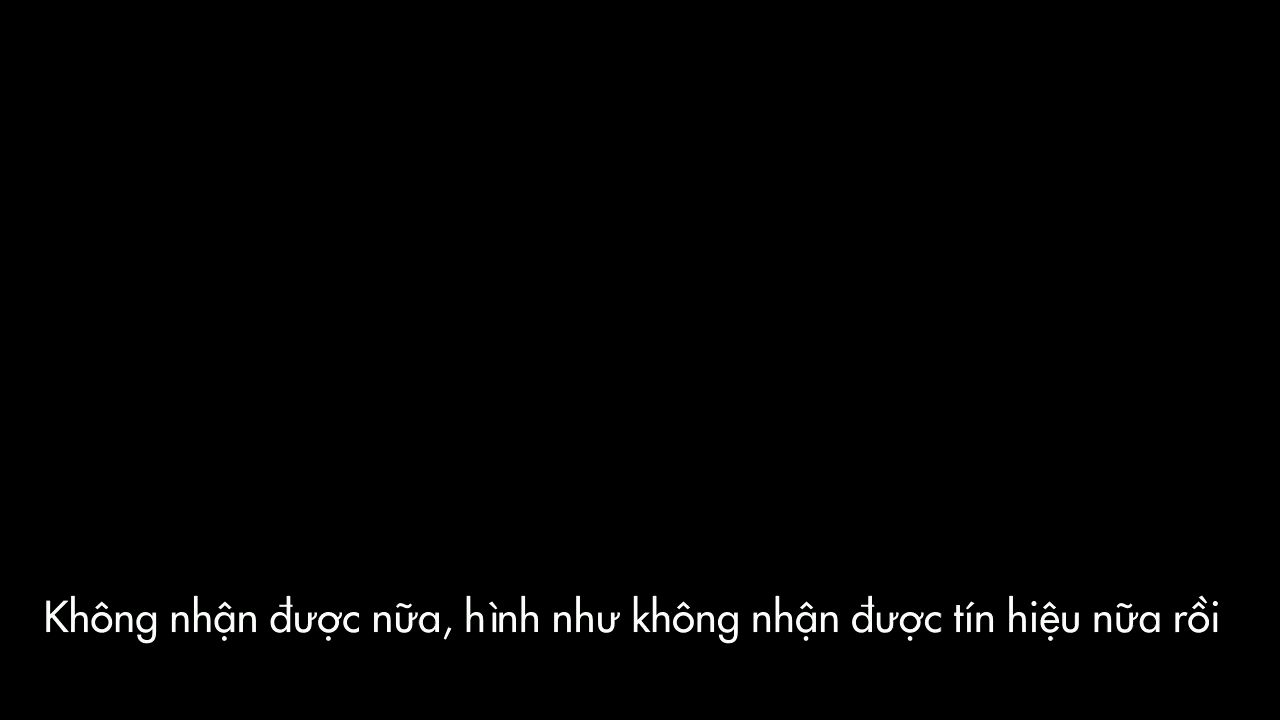 Không nhận được nữa, hình như không nhận được tín hiệu nữa rồi